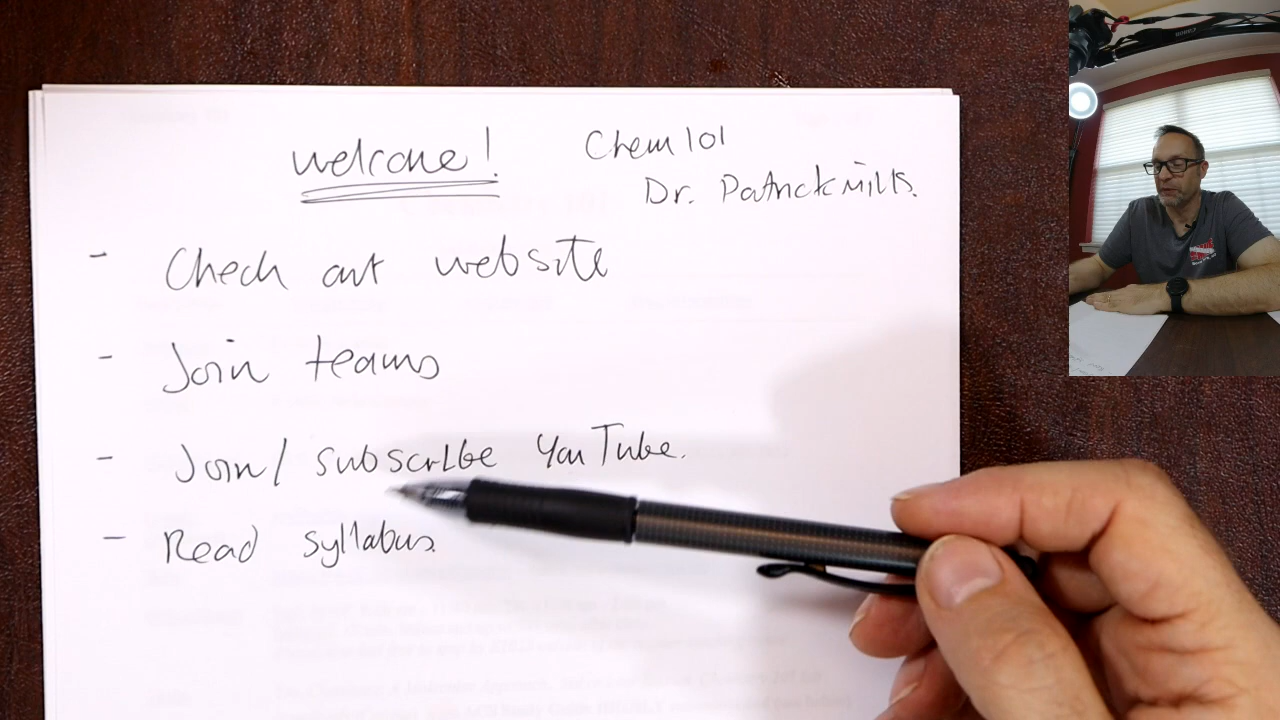 Welcome! Chem 101
Dr. Patrick Mills.
- Check out website
- Join teams
- Join/ subscribe YouTube.
- Read syllabus.